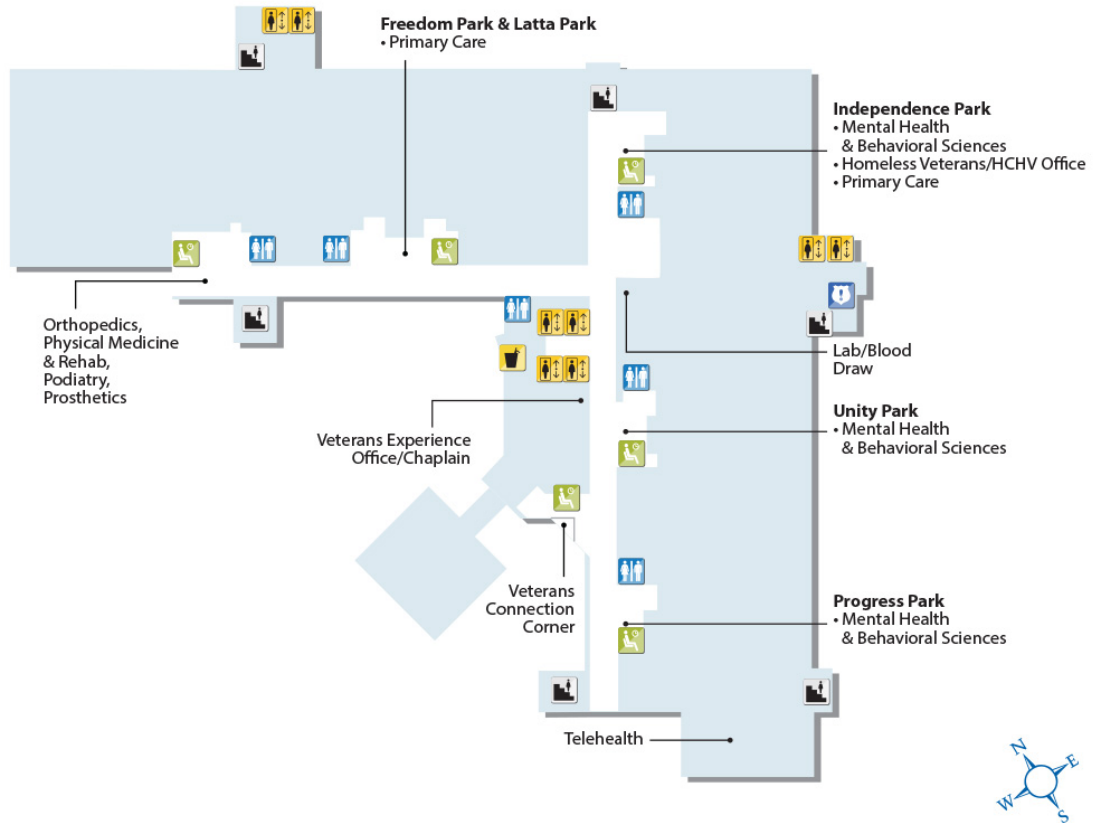 Freedom Park & Latta Park
• Primary Care
Independence Park
• Mental Health
& Behavioral Sciences
• Homeless Veterans/HCHV Office
• Primary Care
Orthopedics,
Physical Medicine
& Rehab,
Podiatry,
Prosthetics
Lab/Blood
Draw
Veterans Experience
Office/Chaplain
Unity Park
• Mental Health
& Behavioral Sciences
Veterans
Connection
Corner
Progress Park
• Mental Health
& Behavioral Sciences
Telehealth
N
E
W
S